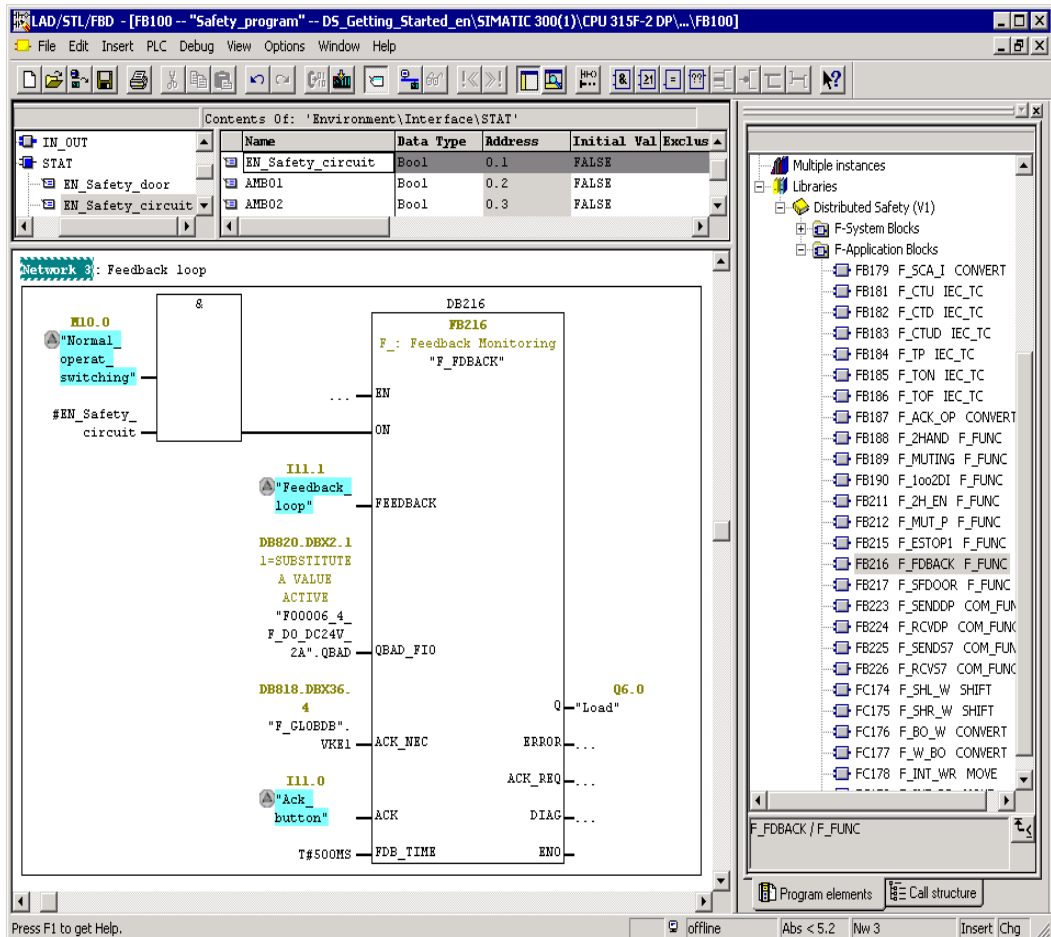 LAD/STL/FBD - [FB100 -- "Safety_program" -- DS_Getting_Started_en\SIMATIC 300(1)\CPU 315F-2 DP\...\FB100]
File Edit Insert PLC Debug View Options Window Help
Contents Of: 'Environment\Interface\STAT'
IN_OUT
STAT
EN_Safety_door
EN_Safety_circuit
Name Data Type Address Initial Val Exclus
EN_Safety_circuit Bool 0.1 FALSE
AMB01 Bool 0.2 FALSE
AMB02 Bool 0.3 FALSE
Network 3: Feedback loop
&
M10.0
"Normal_
operat_
switching"
#EN_Safety_
circuit
DB216
FB216
F_: Feedback Monitoring
"F_FDBACK"
... EN
ON
I11.1
"Feedback_
loop" FEEDBACK
DB820.DBX2.1
1=SUBSTITUTE
A VALUE
ACTIVE
"F00006_4_
F_DO_DC24V_
2A".QBAD QBAD_FIO
DB818.DBX36.
4
"F_GLOBDB".
VKE1 ACK_NEC
I11.0
"Ack_
button" ACK
T#500MS FDB_TIME
Q6.0
Q "Load"
ERROR ...
ACK_REQ ...
DIAG ...
ENO
Multiple instances
Libraries
Distributed Safety (V1)
F-System Blocks
F-Application Blocks
FB179 F_SCA_I CONVERT
FB181 F_CTU IEC_TC
FB182 F_CTD IEC_TC
FB183 F_CTUD IEC_TC
FB184 F_TP IEC_TC
FB185 F_TON IEC_TC
FB186 F_TOF IEC_TC
FB187 F_ACK_OP CONVERT
FB188 F_2HAND F_FUNC
FB189 F_MUTING F_FUNC
FB190 F_1oo2DI F_FUNC
FB211 F_2H_EN F_FUNC
FB212 F_MUT_P F_FUNC
FB215 F_ESTOP1 F_FUNC
FB216 F_FDBACK F_FUNC
FB217 F_SFDOOR F_FUNC
FB223 F_SENDDP COM_FUN
FB224 F_RCVDP COM_FUNC
FB225 F_SENDS7 COM_FUN
FB226 F_RCVS7 COM_FUNC
FC174 F_SHL_W SHIFT
FC175 F_SHR_W SHIFT
FC176 F_BO_W CONVERT
FC177 F_W_BO CONVERT
FC178 F_INT_WR MOVE
F_FDBACK / F_FUNC
Program elements Call structure
Press F1 to get Help. offline Abs < 5.2 Nw 3 Insert Chg